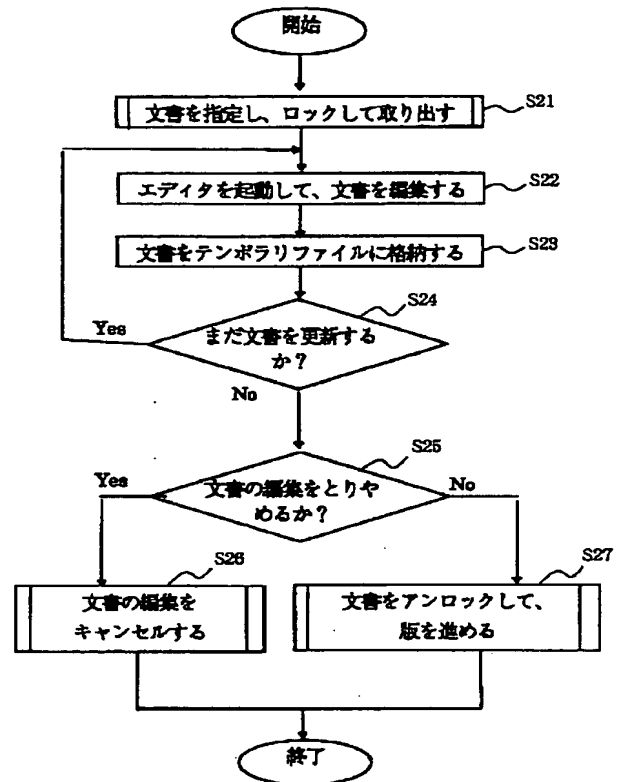 開始
文書を指定し、ロックして取り出す
S21
エディタを起動して、文書を編集する
S22
文書をテンポラリファイルに格納する
S23
S24
Yes
まだ文書を更新する
か？
No
S25
Yes
文書の編集をとりや
めるか？
No
S26
文書の編集を
キャンセルする
S27
文書をアンロックして、
版を進める
終了